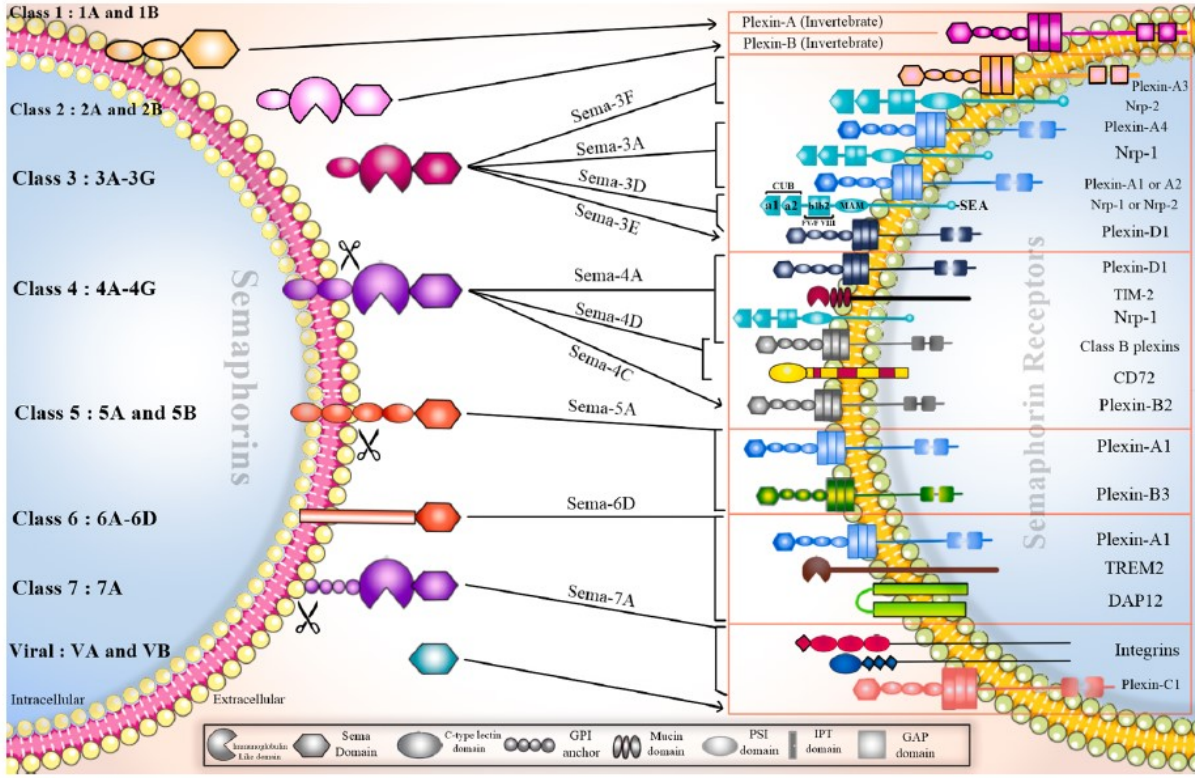 Class 1 : 1A and 1B
Class 2 : 2A and 2B
Class 3 : 3A-3G
Class 4 : 4A-4G
Class 5 : 5A and 5B
Class 6 : 6A-6D
Class 7 : 7A
Viral : VA and VB
Intracellular
Extracellular
Semaphorins
Sema-3F
Sema-3A
Sema-3D
Sema-3E
Sema-4A
Sema-4D
Sema-4C
Sema-5A
Sema-6D
Sema-7A
Plexin-A (Invertebrate)
Plexin-B (Invertebrate)
Plexin-A3
Nrp-2
Plexin-A4
Nrp-1
Plexin-A1 or A2
Nrp-1 or Nrp-2
CUB
a1 a2 b1b2 MAM
SEA
FV/F VIII
Plexin-D1
Plexin-D1
TIM-2
Nrp-1
Class B plexins
CD72
Plexin-B2
Plexin-A1
Plexin-B3
Plexin-A1
TREM2
DAP12
Integrins
Plexin-C1
Semaphorin Receptors
Immunoglobulin
Like domain
Sema
Domain
C-type lectin
domain
GPI
anchor
Mucin
domain
PSI
domain
IPT
domain
GAP
domain